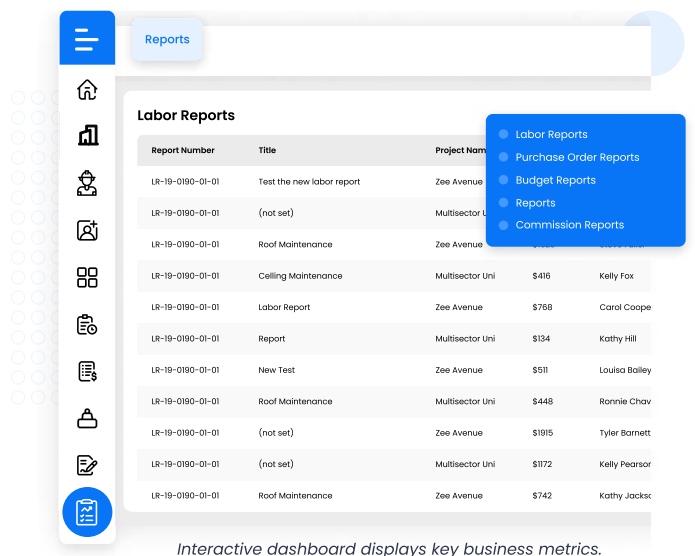 Reports
Labor Reports
Report Number Title Project Nam
LR-19-0190-01-01 Test the new labor report Zee Avenue
LR-19-0190-01-01 (not set) Multisector U
LR-19-0190-01-01 Roof Maintenance Zee Avenue
LR-19-0190-01-01 Celling Maintenance Multisector Uni $416 Kelly Fox
LR-19-0190-01-01 Labor Report Zee Avenue $768 Carol Coope
LR-19-0190-01-01 Report Multisector Uni $134 Kathy Hill
LR-19-0190-01-01 New Test Zee Avenue $511 Louisa Bailey
LR-19-0190-01-01 Roof Maintenance Multisector Uni $448 Ronnie Chav
LR-19-0190-01-01 (not set) Zee Avenue $1915 Tyler Barnett
LR-19-0190-01-01 (not set) Multisector Uni $1172 Kelly Pearson
LR-19-0190-01-01 Roof Maintenance Zee Avenue $742 Kathy Jackso
Labor Reports
Purchase Order Reports
Budget Reports
Reports
Commission Reports
Interactive dashboard displays key business metrics.